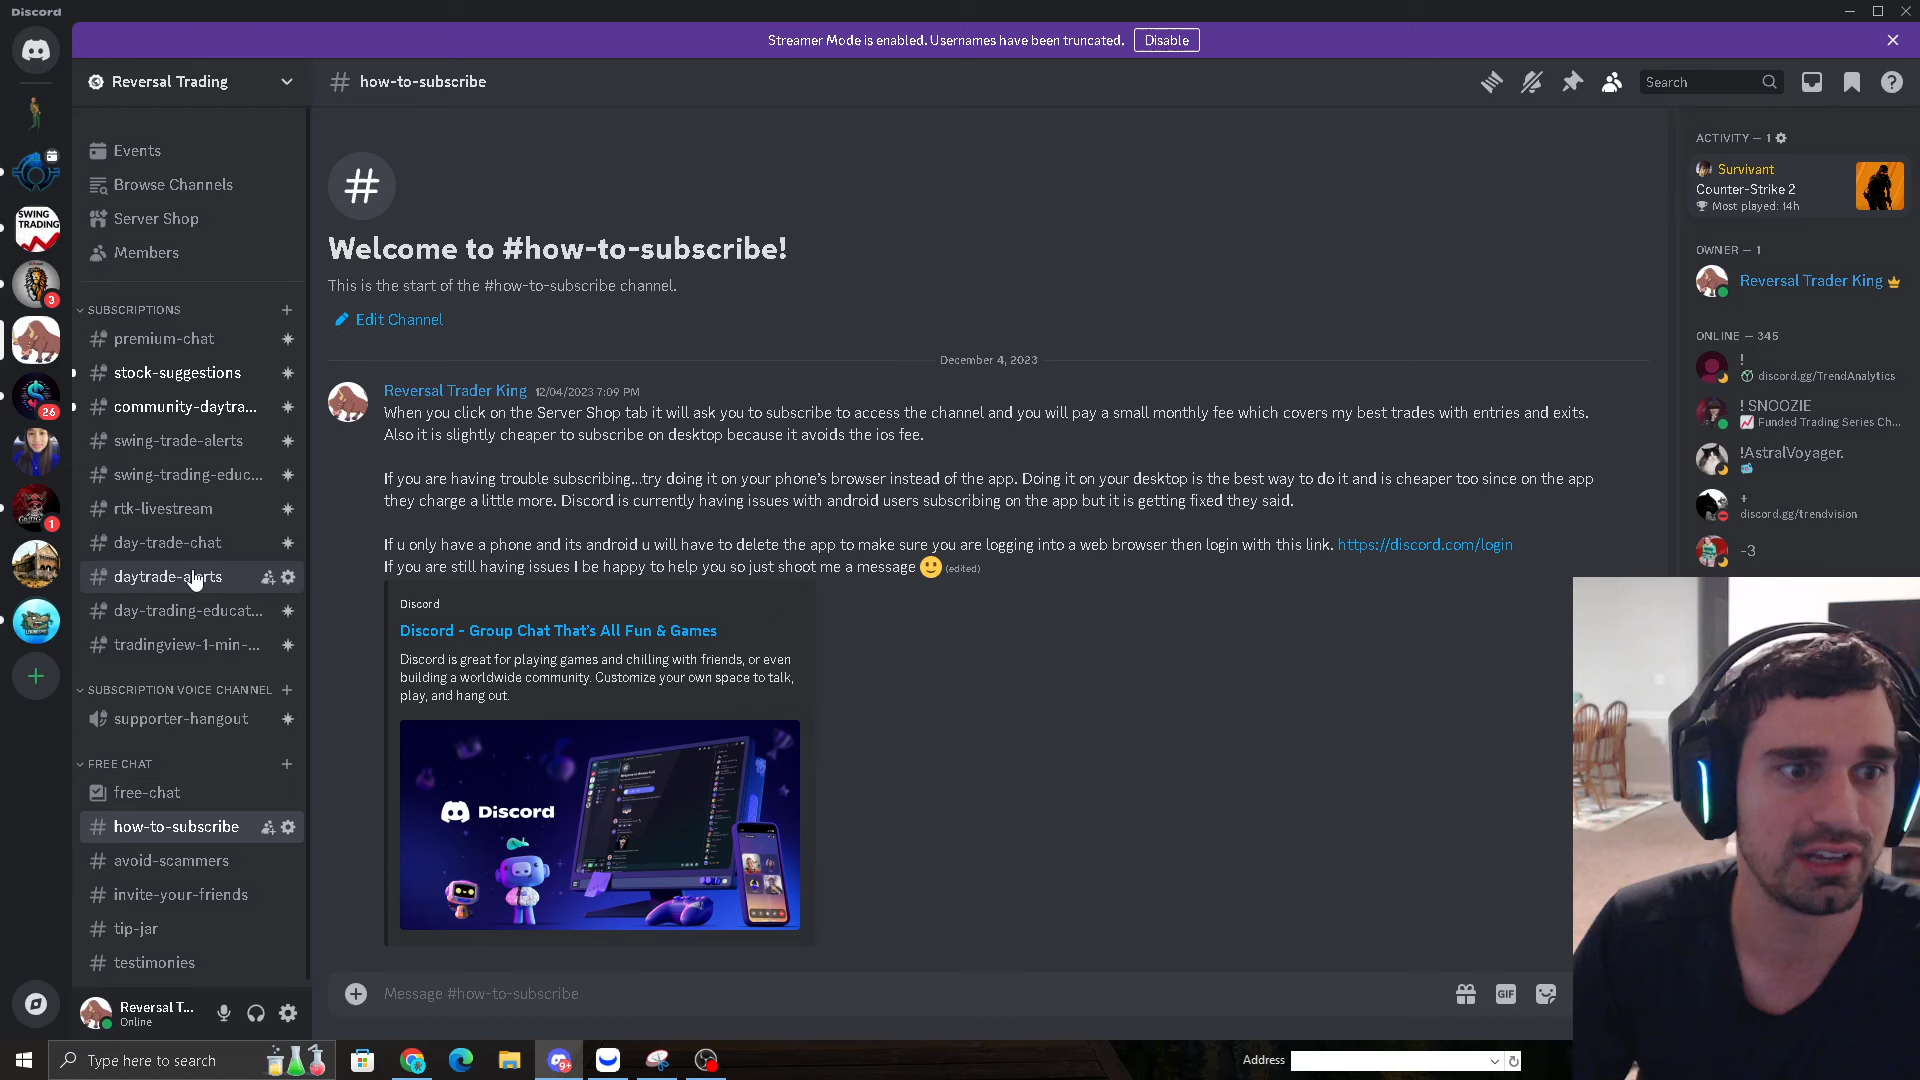 Discord
Streamer Mode is enabled. Usernames have been truncated.
Disable
Reversal Trading
how-to-subscribe
Search
Events
Browse Channels
Server Shop
Members
SUBSCRIPTIONS
premium-chat
stock-suggestions
community-daytra...
swing-trade-alerts
swing-trading-educ...
rtk-livestream
day-trade-chat
daytrade-alerts
day-trading-educat...
tradingview-1-min-...
SUBSCRIPTION VOICE CHANNEL
supporter-hangout
FREE CHAT
free-chat
how-to-subscribe
avoid-scammers
invite-your-friends
tip-jar
testimonies
Reversal T...
Online
SWING
TRADING
3
26
1
Welcome to #how-to-subscribe!
This is the start of the #how-to-subscribe channel.
Edit Channel
December 4, 2023
Reversal Trader King 12/04/2023 7:09 PM
When you click on the Server Shop tab it will ask you to subscribe to access the channel and you will pay a small monthly fee which covers my best trades with entries and exits.
Also it is slightly cheaper to subscribe on desktop because it avoids the ios fee.
If you are having trouble subscribing...try doing it on your phone's browser instead of the app. Doing it on your desktop is the best way to do it and is cheaper too since on the app
they charge a little more. Discord is currently having issues with android users subscribing on the app but it is getting fixed they said.
If u only have a phone and its android u will have to delete the app to make sure you are logging into a web browser then login with this link. https://discord.com/login
If you are still having issues I be happy to help you so just shoot me a message 🙂 (edited)
Discord
Discord - Group Chat That's All Fun & Games
Discord is great for playing games and chilling with friends, or even
building a worldwide community. Customize your own space to talk,
play, and hang out.
Discord
Message #how-to-subscribe
GIF
ACTIVITY — 1
Survivant
Counter-Strike 2
Most played: 14h
OWNER — 1
Reversal Trader King
ONLINE — 345
!
discord.gg/TrendAnalytics
! SNOOZIE
Funded Trading Series Ch...
!AstralVoyager.
+
discord.gg/trendvision
-3
Type here to search
9+
Address